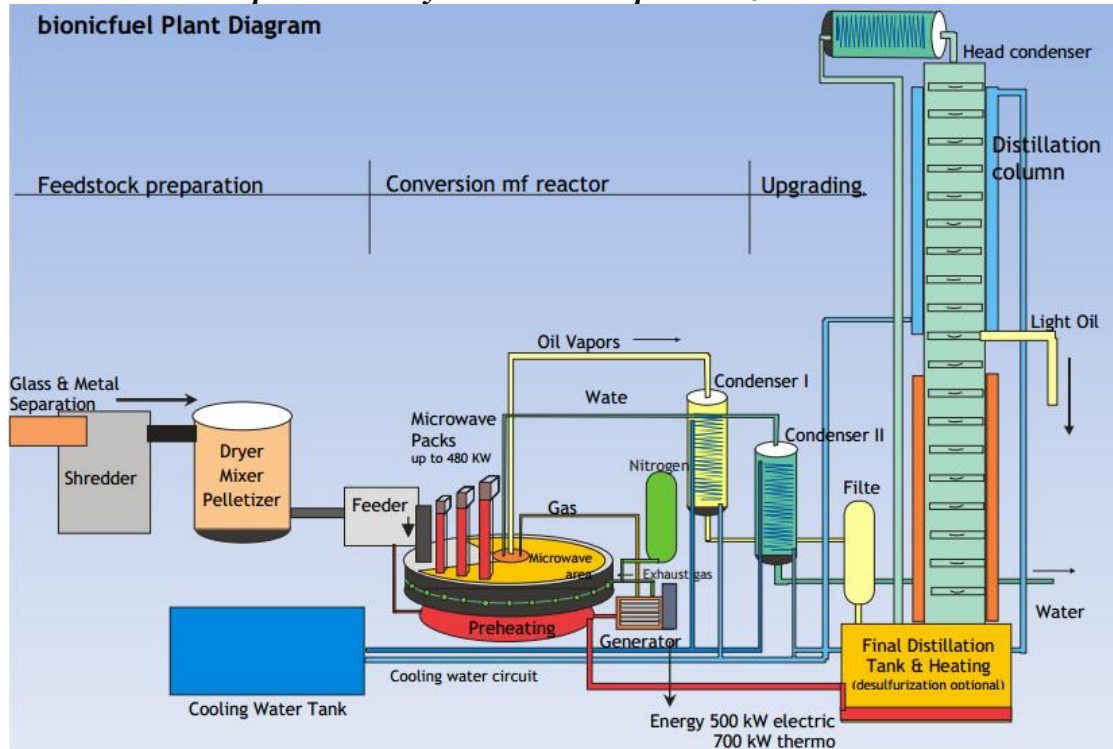 bionicfuel Plant Diagram
Head condenser
Distillation
column
Feedstock preparation
Conversion mf reactor
Upgrading
Light Oil
Oil Vapors
Condenser I
Glass & Metal
Separation
Wate
Microwave
Packs
up to 480 KW
Condenser II
Dryer
Mixer
Pelletizer
Shredder
Nitrogen
Filte
Feeder
Gas
Microwave
area
Exhaust gas
Water
Preheating
Generator
Final Distillation
Tank & Heating
(desulfurization optional)
Cooling water circuit
Cooling Water Tank
Energy 500 kW electric
700 kW thermo